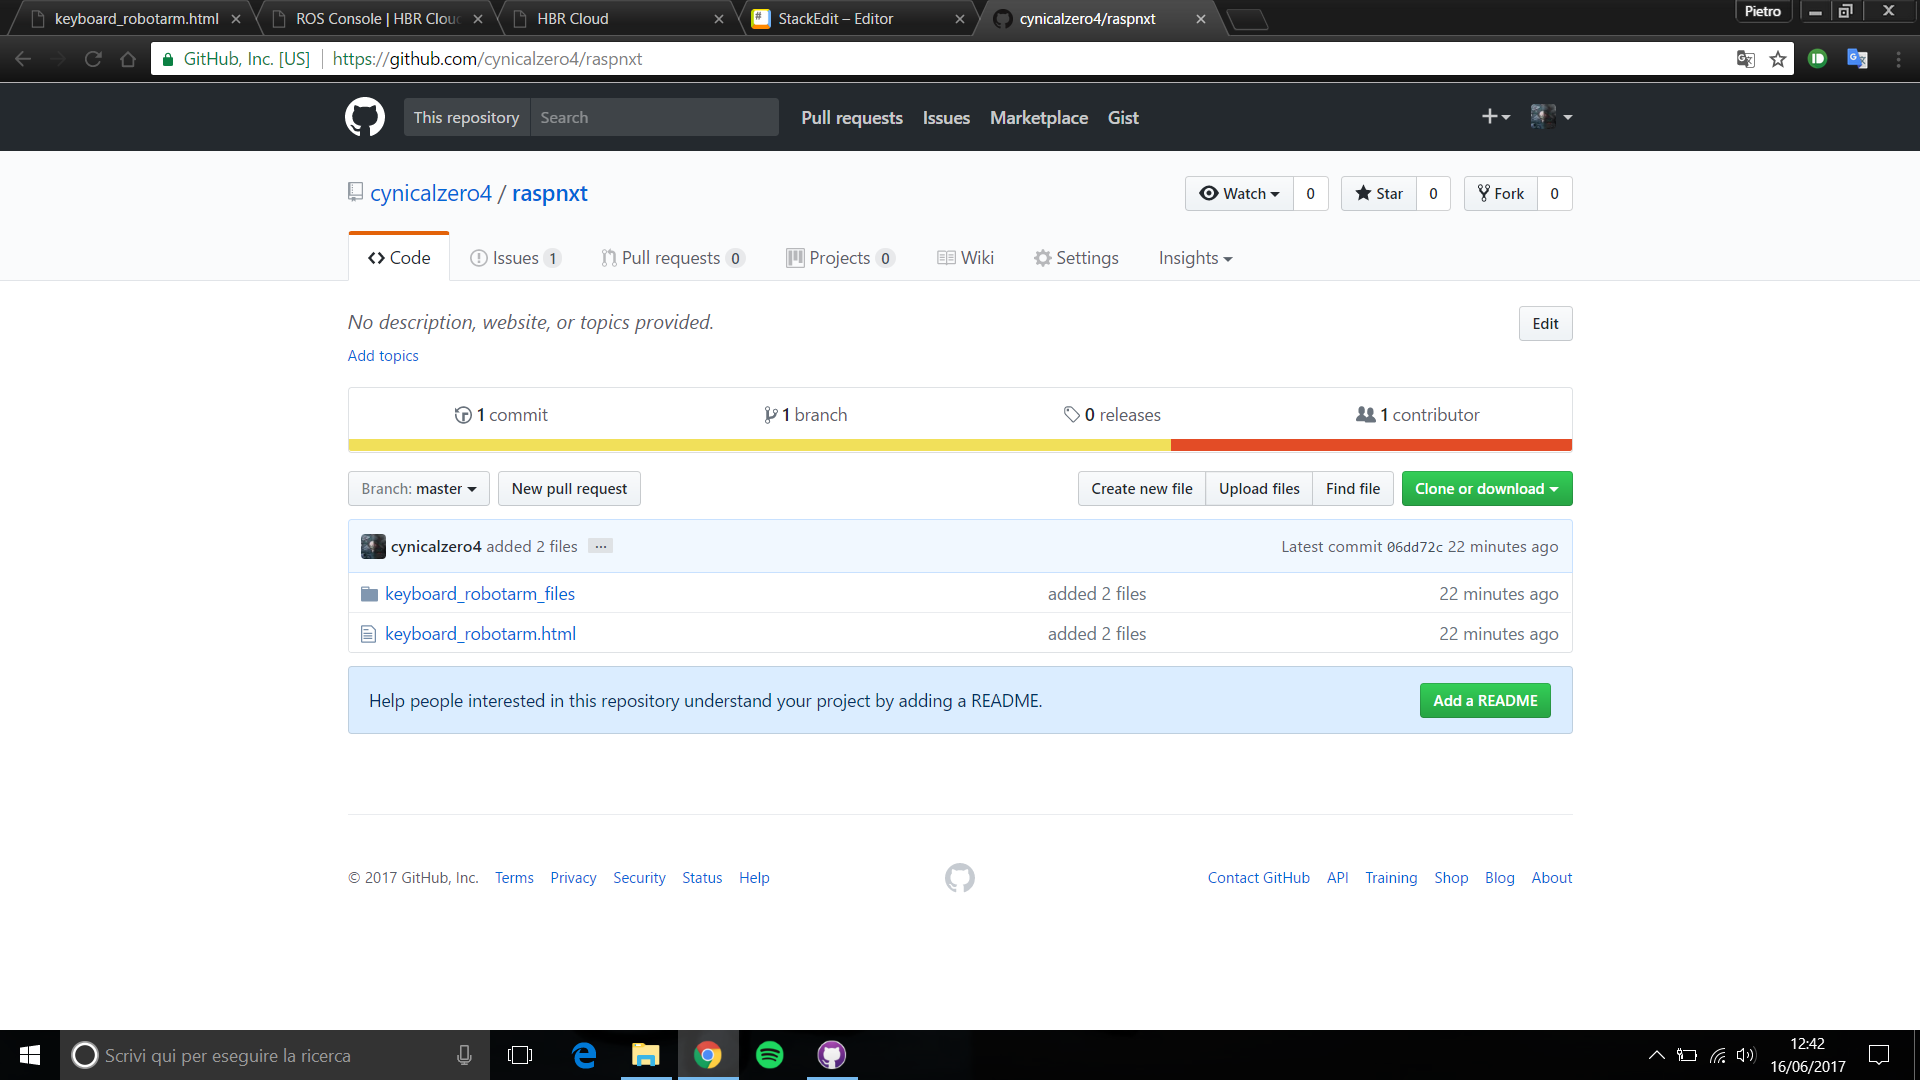 keyboard_robotarm.html
ROS Console | HBR Clou
HBR Cloud
StackEdit – Editor
cynicalzero4/raspnxt
Pietro
GitHub, Inc. [US]
https://github.com/cynicalzero4/raspnxt
This repository
Search
Pull requests
Issues
Marketplace
Gist
cynicalzero4 / raspnxt
Watch 0
Star 0
Fork 0
Code
Issues 1
Pull requests 0
Projects 0
Wiki
Settings
Insights
No description, website, or topics provided.
Edit
Add topics
1 commit
1 branch
0 releases
1 contributor
Branch: master
New pull request
Create new file
Upload files
Find file
Clone or download
cynicalzero4 added 2 files ...
Latest commit 06dd72c 22 minutes ago
keyboard_robotarm_files
added 2 files
22 minutes ago
keyboard_robotarm.html
added 2 files
22 minutes ago
Help people interested in this repository understand your project by adding a README.
Add a README
© 2017 GitHub, Inc.
Terms
Privacy
Security
Status
Help
Contact GitHub
API
Training
Shop
Blog
About
Scrivi qui per eseguire la ricerca
12:42
16/06/2017